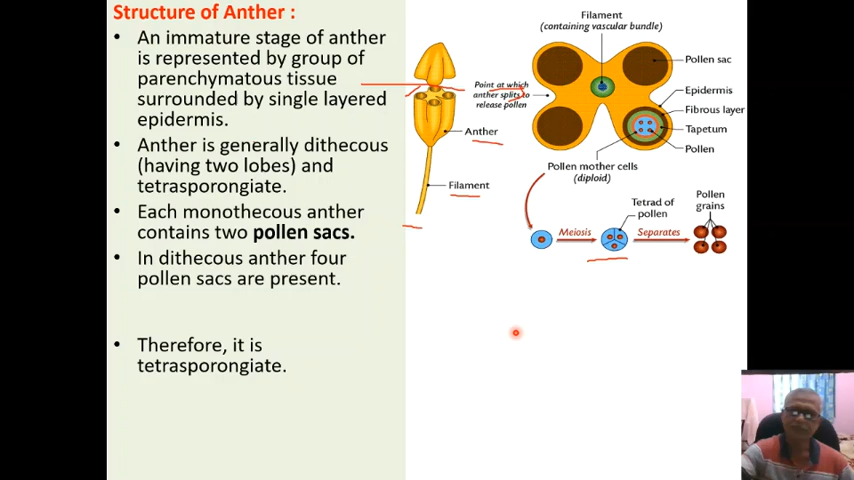 Structure of Anther :
• An immature stage of anther
is represented by group of
parenchymatous tissue
surrounded by single layered
epidermis.
• Anther is generally dithecous
(having two lobes) and
tetrasporongiate.
• Each monothecous anther
contains two pollen sacs.
• In dithecous anther four
pollen sacs are present.
• Therefore, it is
tetrasporongiate.
Filament
(containing vascular bundle)
Pollen sac
Point at which
anther splits to
release pollen
Epidermis
Fibrous layer
Tapetum
Pollen
Anther
Filament
Pollen mother cells
(diploid)
Meiosis
Tetrad of
pollen
Separates
Pollen
grains